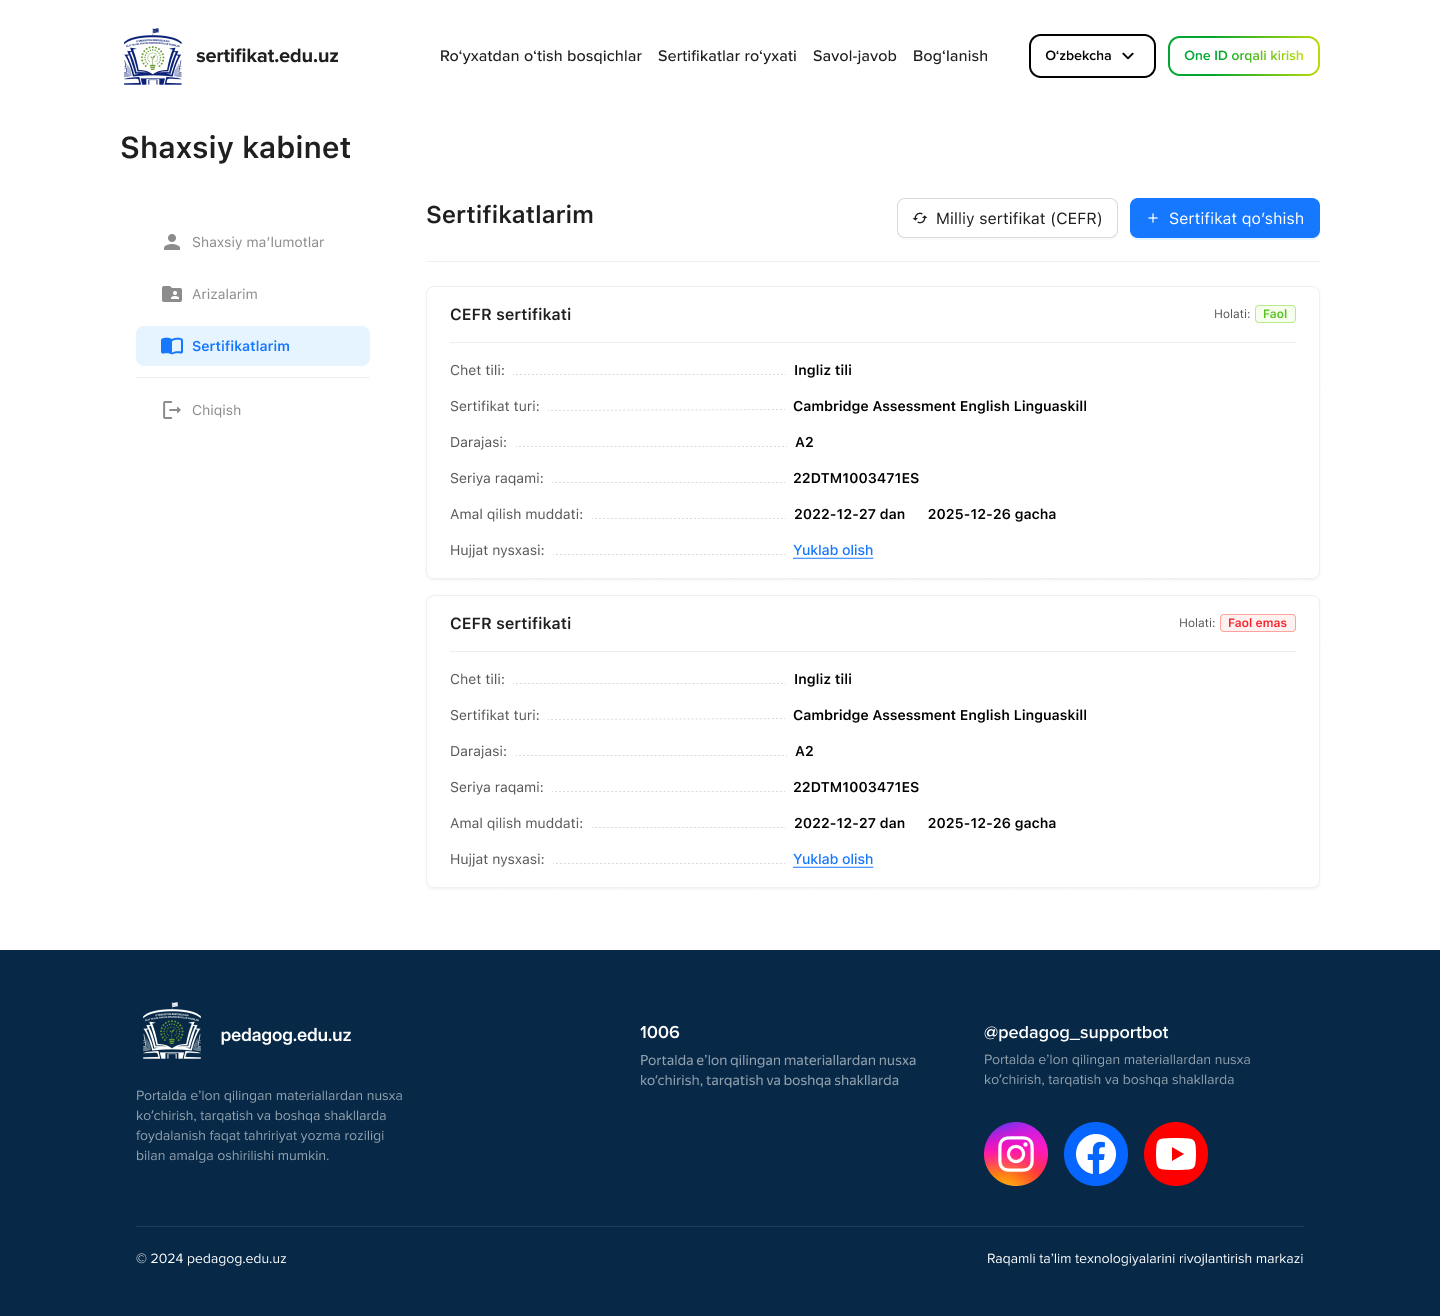 sertifikat.edu.uz
Ro‘yxatdan o‘tish bosqichlar
Sertifikatlar ro‘yxati
Savol-javob
Bog‘lanish
O‘zbekcha
One ID orqali kirish
Shaxsiy kabinet
Shaxsiy ma’lumotlar
Arizalarim
Sertifikatlarim
Chiqish
Sertifikatlarim
Milliy sertifikat (CEFR)
+ Sertifikat qo‘shish
CEFR sertifikati
Holati: Faol
Chet tili: Ingliz tili
Sertifikat turi: Cambridge Assessment English Linguaskill
Darajasi: A2
Seriya raqami: 22DTM1003471ES
Amal qilish muddati: 2022-12-27 dan 2025-12-26 gacha
Hujjat nysxasi: Yuklab olish
CEFR sertifikati
Holati: Faol emas
Chet tili: Ingliz tili
Sertifikat turi: Cambridge Assessment English Linguaskill
Darajasi: A2
Seriya raqami: 22DTM1003471ES
Amal qilish muddati: 2022-12-27 dan 2025-12-26 gacha
Hujjat nysxasi: Yuklab olish
pedagog.edu.uz
Portalda e’lon qilingan materiallardan nusxa
ko‘chirish, tarqatish va boshqa shakllarda
foydalanish faqat tahririyat yozma roziligi
bilan amalga oshirilishi mumkin.
1006
Portalda e’lon qilingan materiallardan nusxa
ko‘chirish, tarqatish va boshqa shakllarda
@pedagog_supportbot
Portalda e’lon qilingan materiallardan nusxa
ko‘chirish, tarqatish va boshqa shakllarda
© 2024 pedagog.edu.uz
Raqamli ta’lim texnologiyalarini rivojlantirish markazi